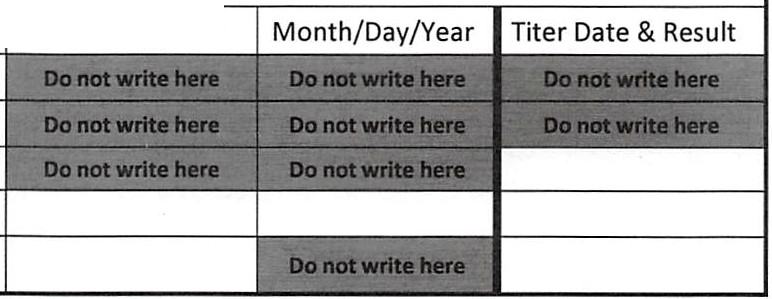 Month/Day/Year Titer Date & Result
Do not write here Do not write here Do not write here
Do not write here Do not write here Do not write here
Do not write here Do not write here
Do not write here